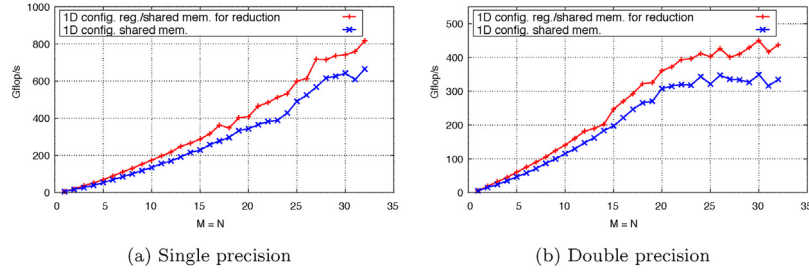 1D config. reg./shared mem. for reduction
1D config. shared mem.
1000
800
600
400
200
0
Gflop/s
0 5 10 15 20 25 30 35
M = N
(a) Single precision
1D config. reg./shared mem. for reduction
1D config. shared mem.
500
400
300
200
100
0
Gflop/s
0 5 10 15 20 25 30 35
M = N
(b) Double precision